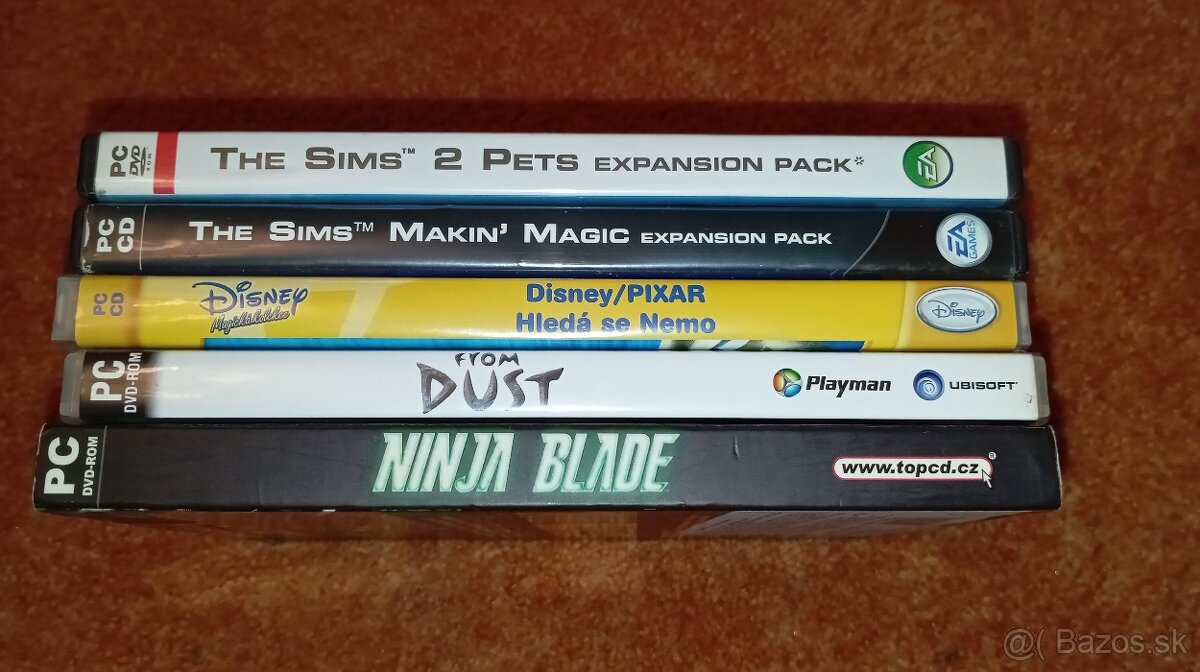 PC DVD ROM THE SIMS™ 2 PETS EXPANSION PACK* EA
PC CD THE SIMS™ MAKIN' MAGIC EXPANSION PACK EA GAMES
PC CD Disney Magická kolekce Disney/PIXAR Disney
Hledá se Nemo
PC DVD-ROM FROM DUST Playman UBISOFT
PC DVD-ROM NINJA BLADE www.topcd.cz ®
@( Bazos.sk